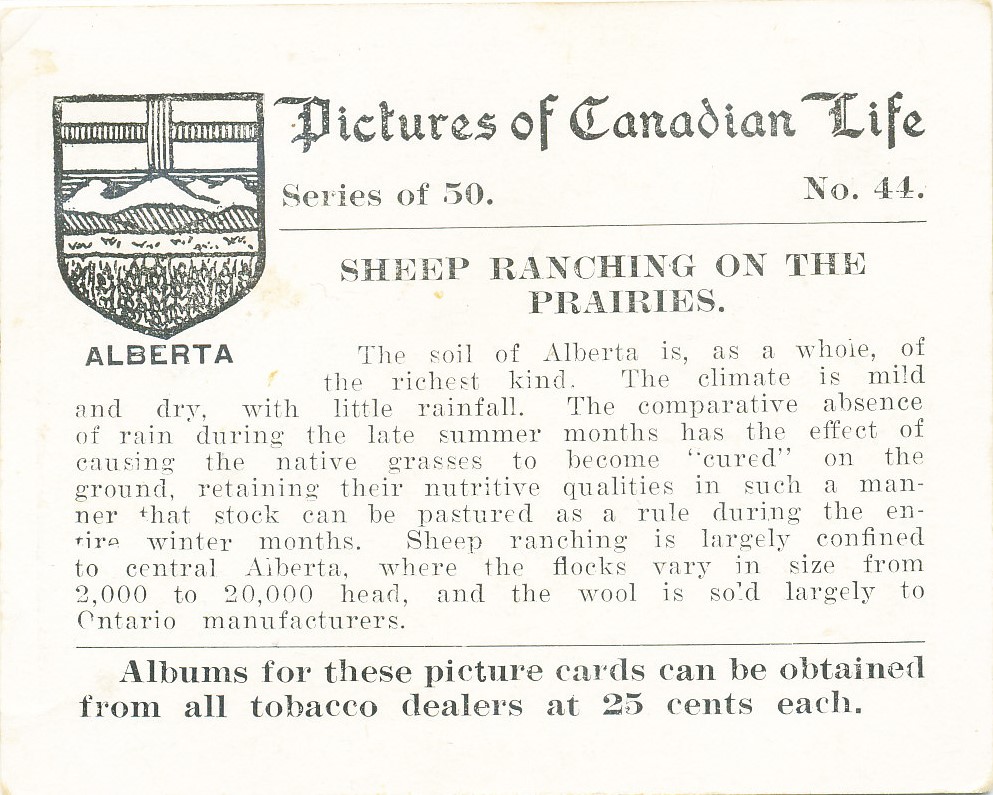 Pictures of Canadian Life
Series of 50. No. 44.
SHEEP RANCHING ON THE
PRAIRIES.
ALBERTA
The soil of Alberta is, as a whole, of
the richest kind. The climate is mild
and dry, with little rainfall. The comparative absence
of rain during the late summer months has the effect of
causing the native grasses to become "cured" on the
ground, retaining their nutritive qualities in such a man-
ner that stock can be pastured as a rule during the en-
tire winter months. Sheep ranching is largely confined
to central Alberta, where the flocks vary in size from
2,000 to 20,000 head, and the wool is sold largely to
Ontario manufacturers.
Albums for these picture cards can be obtained
from all tobacco dealers at 25 cents each.